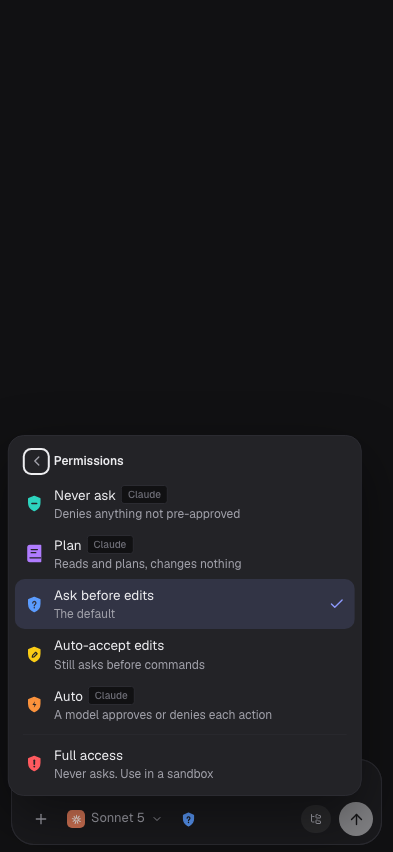 Permissions
Never ask Claude
Denies anything not pre-approved
Plan Claude
Reads and plans, changes nothing
Ask before edits
The default
Auto-accept edits
Still asks before commands
Auto Claude
A model approves or denies each action
Full access
Never asks. Use in a sandbox
Sonnet 5